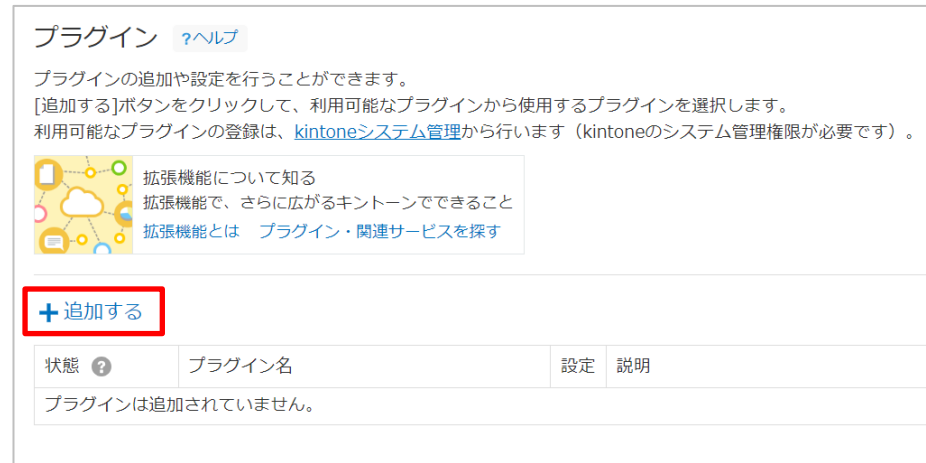 プラグイン ?ヘルプ
プラグインの追加や設定を行うことができます。
[追加する]ボタンをクリックして、利用可能なプラグインから使用するプラグインを選択します。
利用可能なプラグインの登録は、kintoneシステム管理から行います（kintoneのシステム管理権限が必要です）。
拡張機能について知る
拡張機能で、さらに広がるキントーンでできること
拡張機能とは プラグイン・関連サービスを探す
+追加する
状態 ? プラグイン名 設定 説明
プラグインは追加されていません。